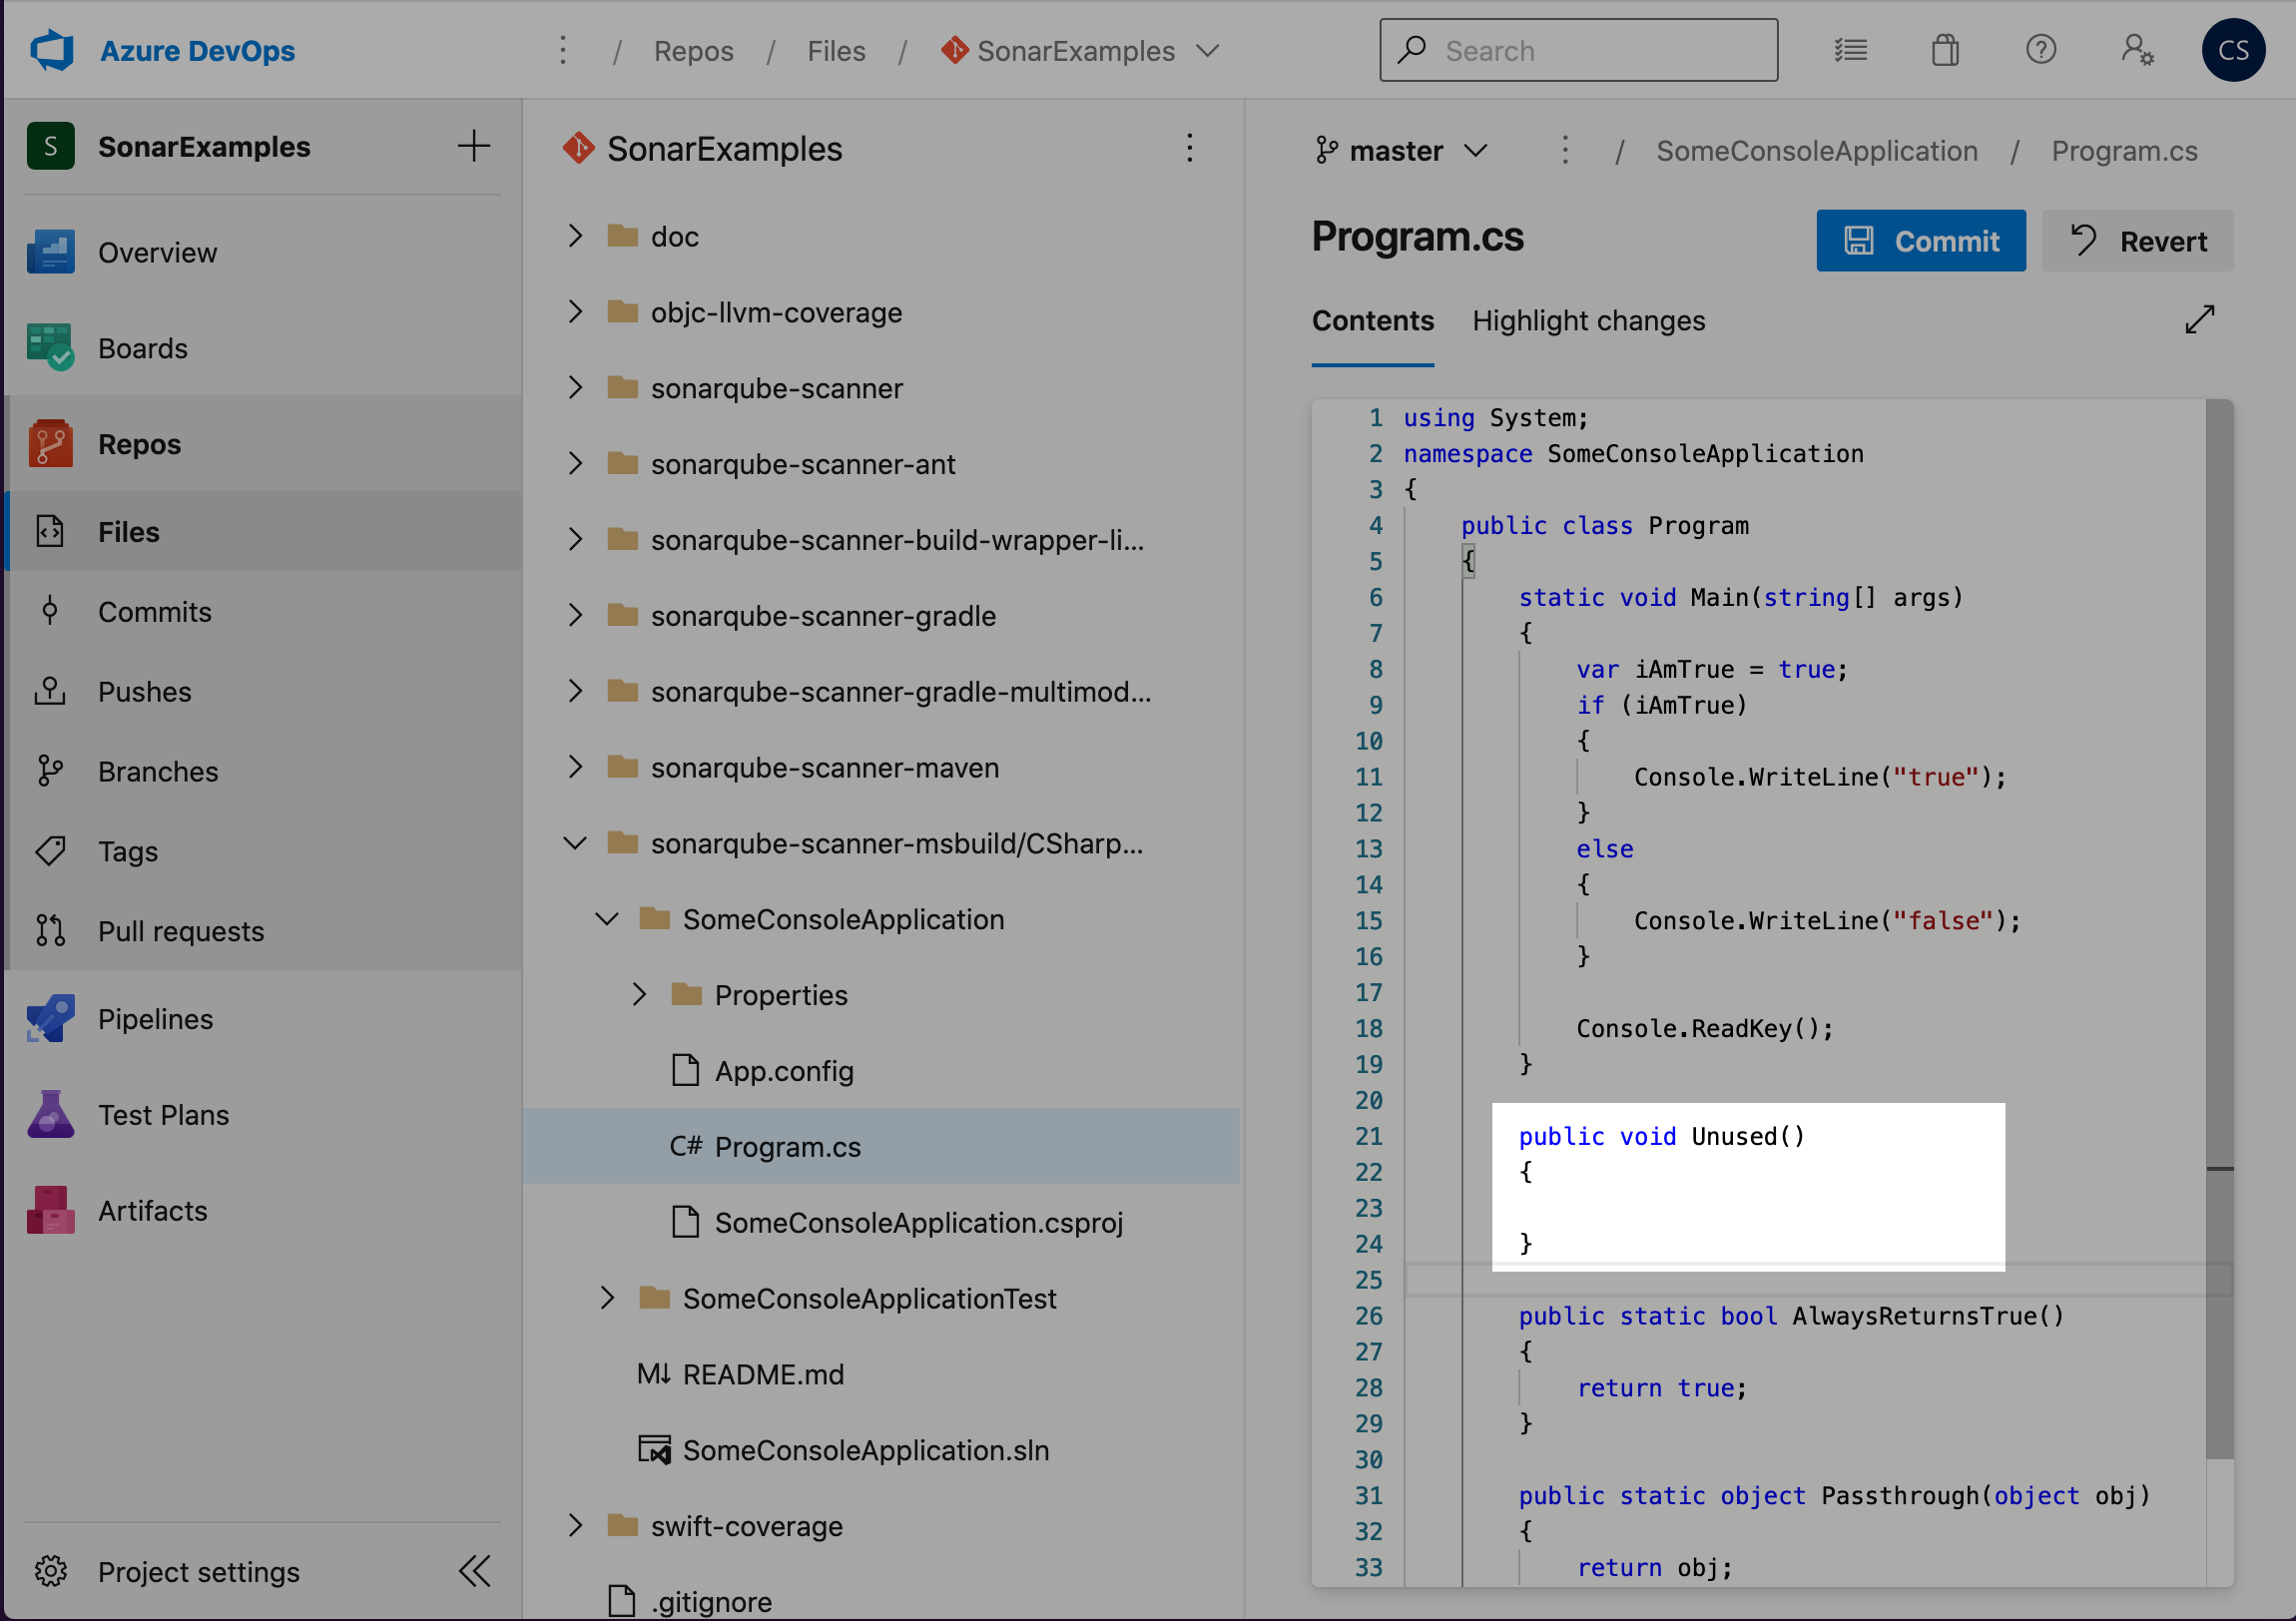 Azure DevOps
/ Repos / Files / SonarExamples
Search
CS
S SonarExamples
Overview
Boards
Repos
Files
Commits
Pushes
Branches
Tags
Pull requests
Pipelines
Test Plans
Artifacts
Project settings
SonarExamples
doc
objc-llvm-coverage
sonarqube-scanner
sonarqube-scanner-ant
sonarqube-scanner-build-wrapper-li...
sonarqube-scanner-gradle
sonarqube-scanner-gradle-multimod...
sonarqube-scanner-maven
sonarqube-scanner-msbuild/CSharp...
SomeConsoleApplication
Properties
App.config
C# Program.cs
SomeConsoleApplication.csproj
SomeConsoleApplicationTest
M↓ README.md
SomeConsoleApplication.sln
swift-coverage
.gitignore
master / SomeConsoleApplication / Program.cs
Program.cs
Commit
Revert
Contents
Highlight changes
1 using System;
2 namespace SomeConsoleApplication
3 {
4 public class Program
5 {
6 static void Main(string[] args)
7 {
8 var iAmTrue = true;
9 if (iAmTrue)
10 {
11 Console.WriteLine("true");
12 }
13 else
14 {
15 Console.WriteLine("false");
16 }
17
18 Console.ReadKey();
19 }
20
21 public void Unused()
22 {
23
24 }
25
26 public static bool AlwaysReturnsTrue()
27 {
28 return true;
29 }
30
31 public static object Passthrough(object obj)
32 {
33 return obj;